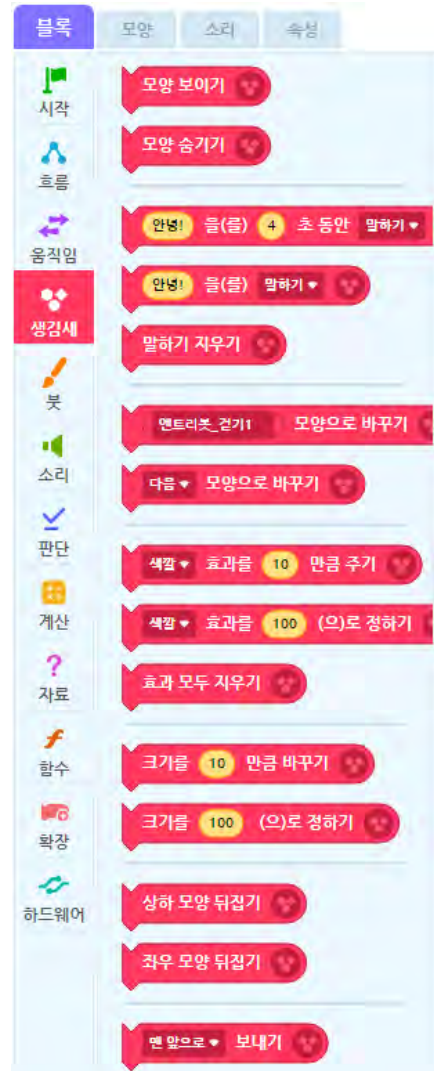 블록 모양 소리 속성
시작
흐름
움직임
생김새
붓
소리
판단
계산
자료
함수
확장
하드웨어
모양 보이기
모양 숨기기
안녕! 을(를) 4 초 동안 말하기
안녕! 을(를) 말하기
말하기 지우기
엔트리봇_걷기1 모양으로 바꾸기
다음 모양으로 바꾸기
색깔 효과를 10 만큼 주기
색깔 효과를 100 (으)로 정하기
효과 모두 지우기
크기를 10 만큼 바꾸기
크기를 100 (으)로 정하기
상하 모양 뒤집기
좌우 모양 뒤집기
맨 앞으로 보내기